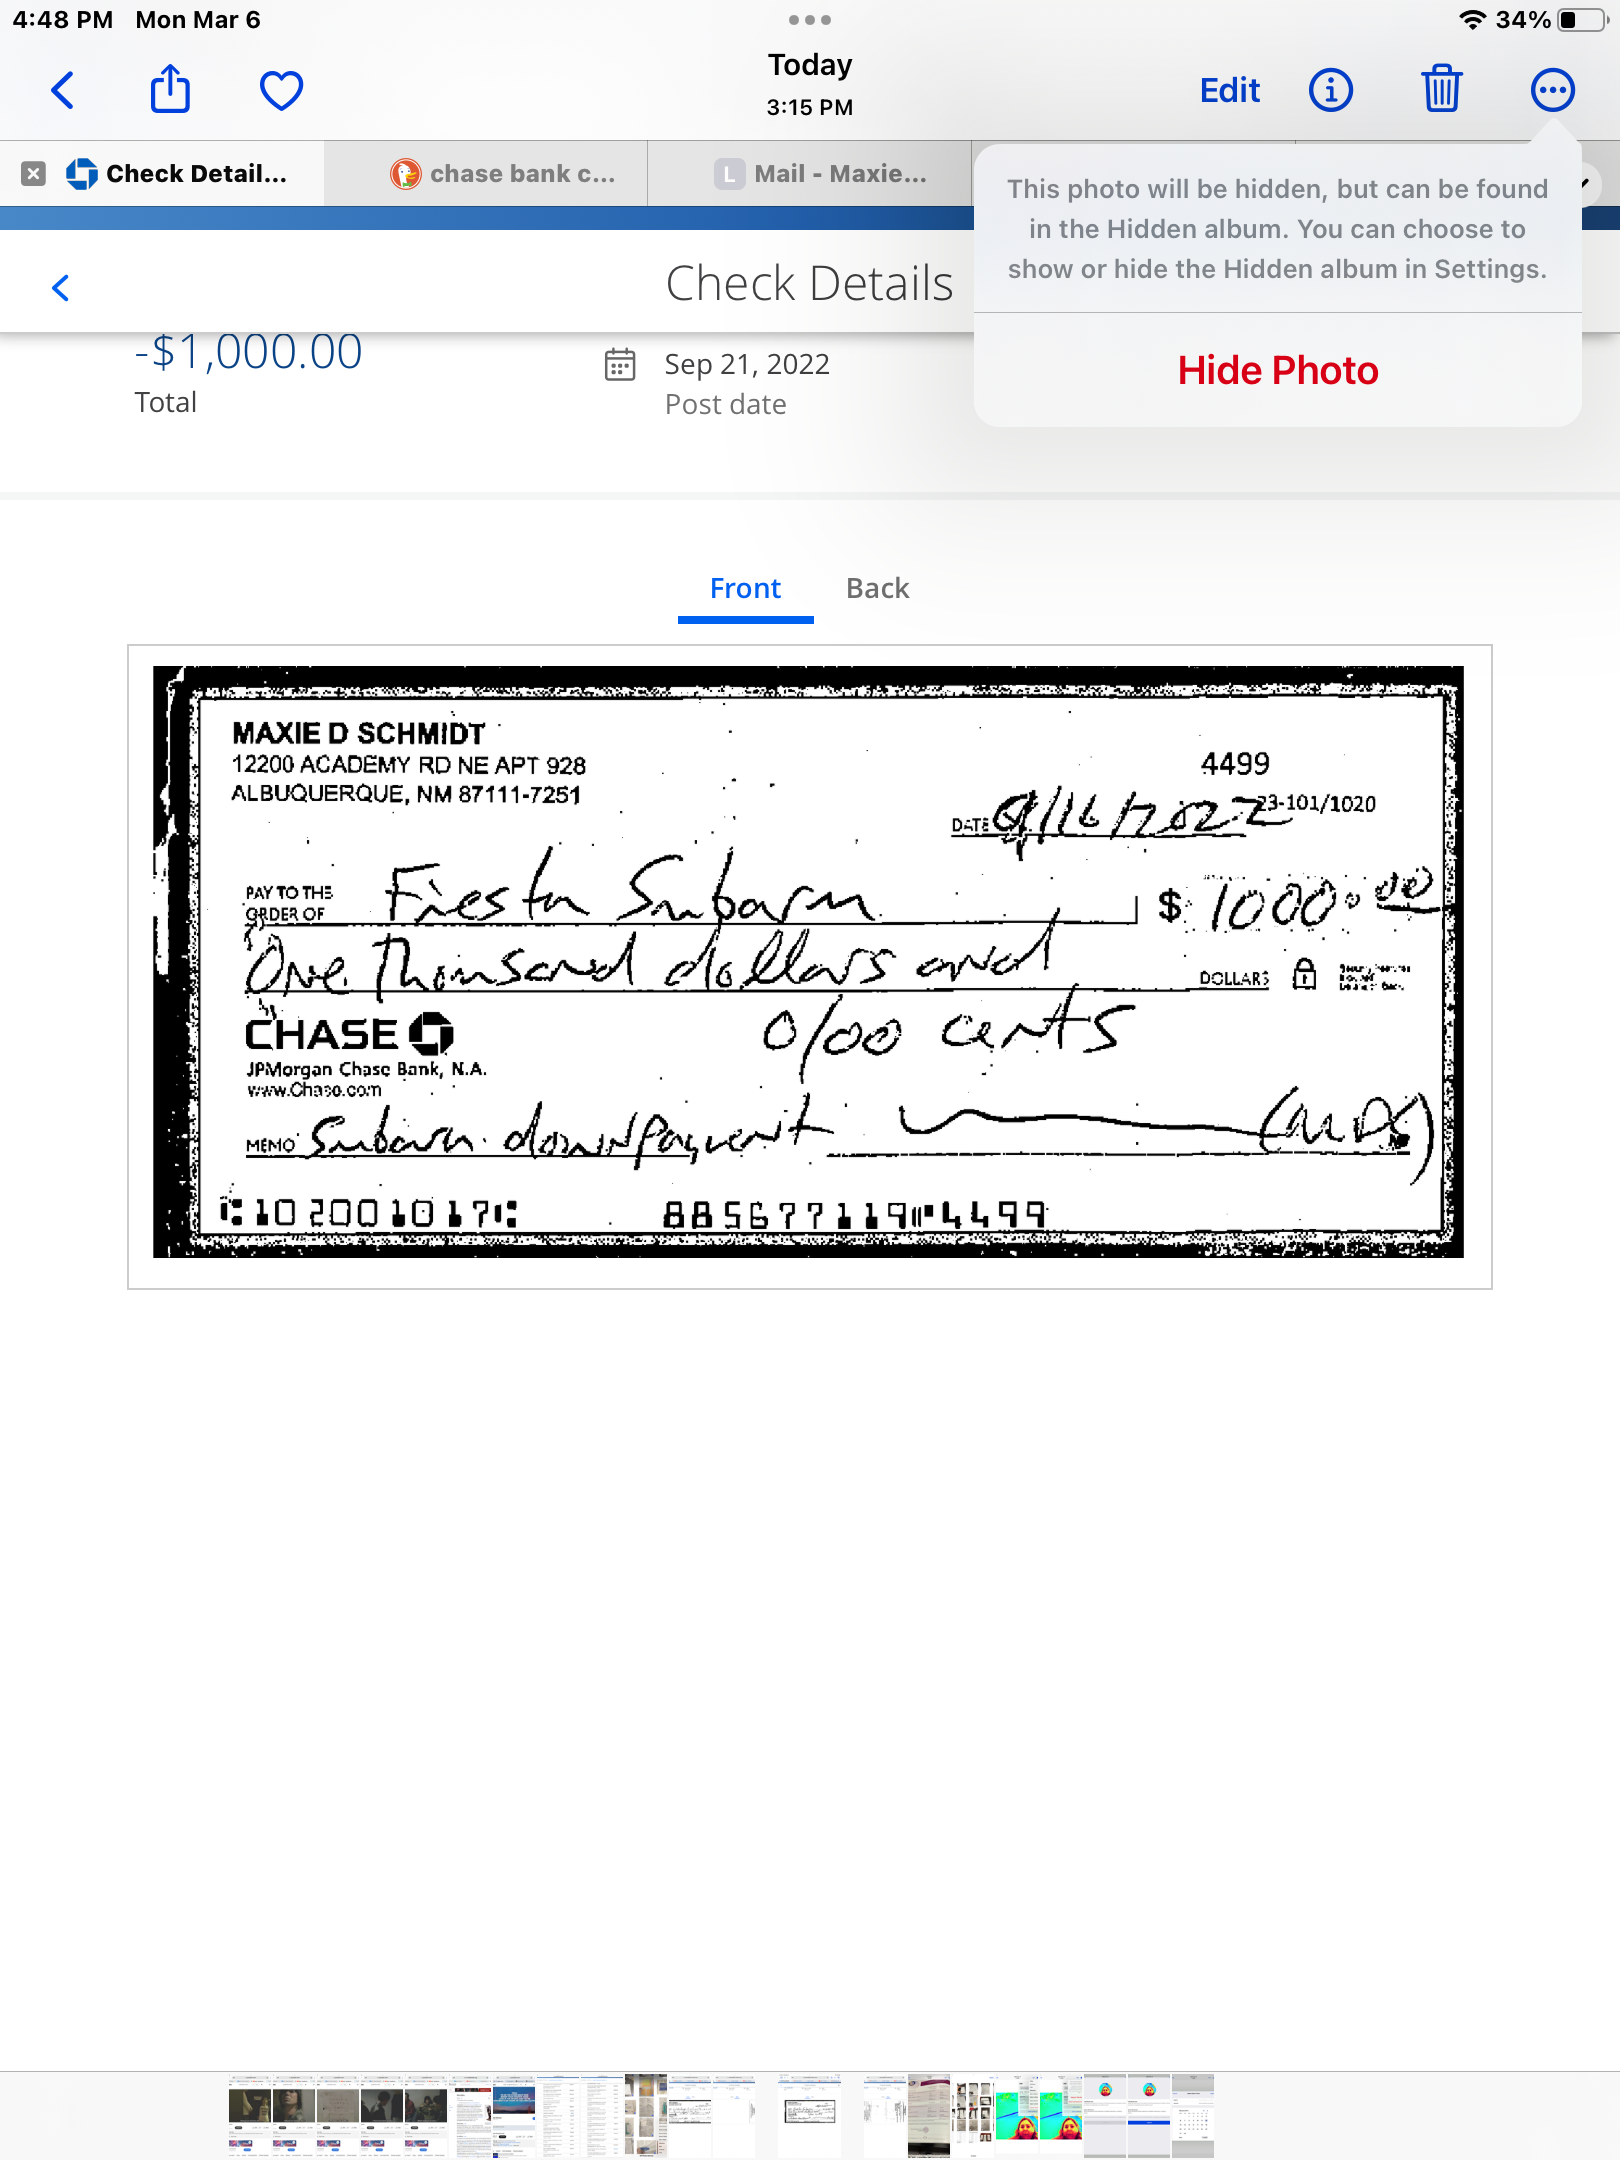 4:48 PM Mon Mar 6
34%
Today
3:15 PM
Edit
Check Detail...
chase bank c...
L Mail - Maxie...
This photo will be hidden, but can be found
in the Hidden album. You can choose to
show or hide the Hidden album in Settings.
Hide Photo
Check Details
-$1,000.00
Total
Sep 21, 2022
Post date
Front
Back
MAXIE D SCHMIDT
12200 ACADEMY RD NE APT 928
ALBUQUERQUE, NM 87111-7251
4499
DATE 9/16/2022 23-101/1020
PAY TO THE
ORDER OF Fiesta Subaru $ 1000.00
One Thousand dollars and DOLLARS
0/00 cents
CHASE
JPMorgan Chase Bank, N.A.
www.Chase.com
MEMO Subaru downpayment (MDS)
102001017 885677119 4499